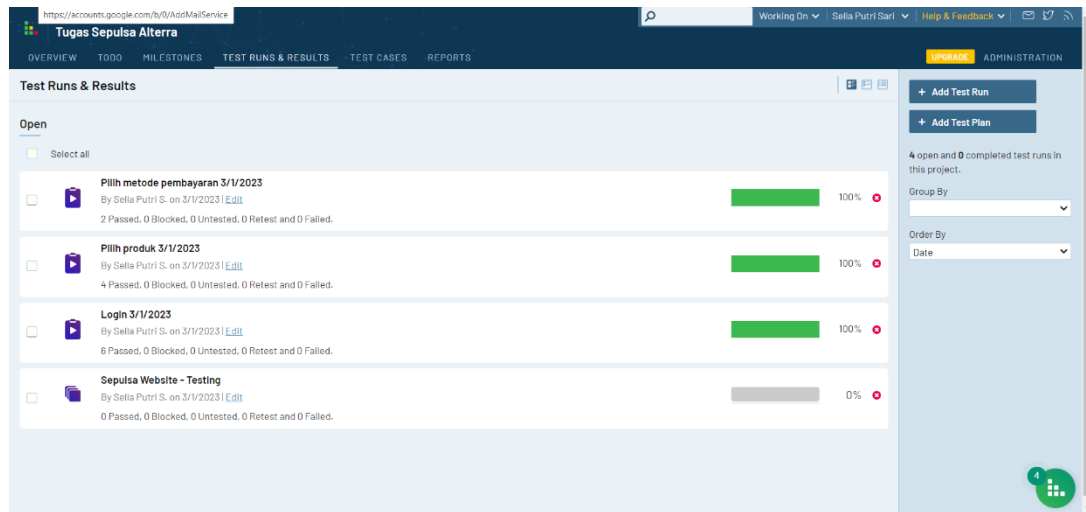 https://accounts.google.com/b/0/AddMailService
Working On
Sella Putri Sari
Help & Feedback
Tugas Sepulsa Alterra
OVERVIEW TODO MILESTONES TEST RUNS & RESULTS TEST CASES REPORTS
UPGRADE ADMINISTRATION
Test Runs & Results
+ Add Test Run
+ Add Test Plan
4 open and 0 completed test runs in
this project.
Group By
Order By
Date
Open
Select all
Pilih metode pembayaran 3/1/2023
By Sella Putri S. on 3/1/2023 | Edit
2 Passed, 0 Blocked, 0 Untested, 0 Retest and 0 Failed.
100%
Pilih produk 3/1/2023
By Sella Putri S. on 3/1/2023 | Edit
4 Passed, 0 Blocked, 0 Untested, 0 Retest and 0 Failed.
100%
Login 3/1/2023
By Sella Putri S. on 3/1/2023 | Edit
6 Passed, 0 Blocked, 0 Untested, 0 Retest and 0 Failed.
100%
Sepulsa Website - Testing
By Sella Putri S. on 3/1/2023 | Edit
0 Passed, 0 Blocked, 0 Untested, 0 Retest and 0 Failed.
0%
4